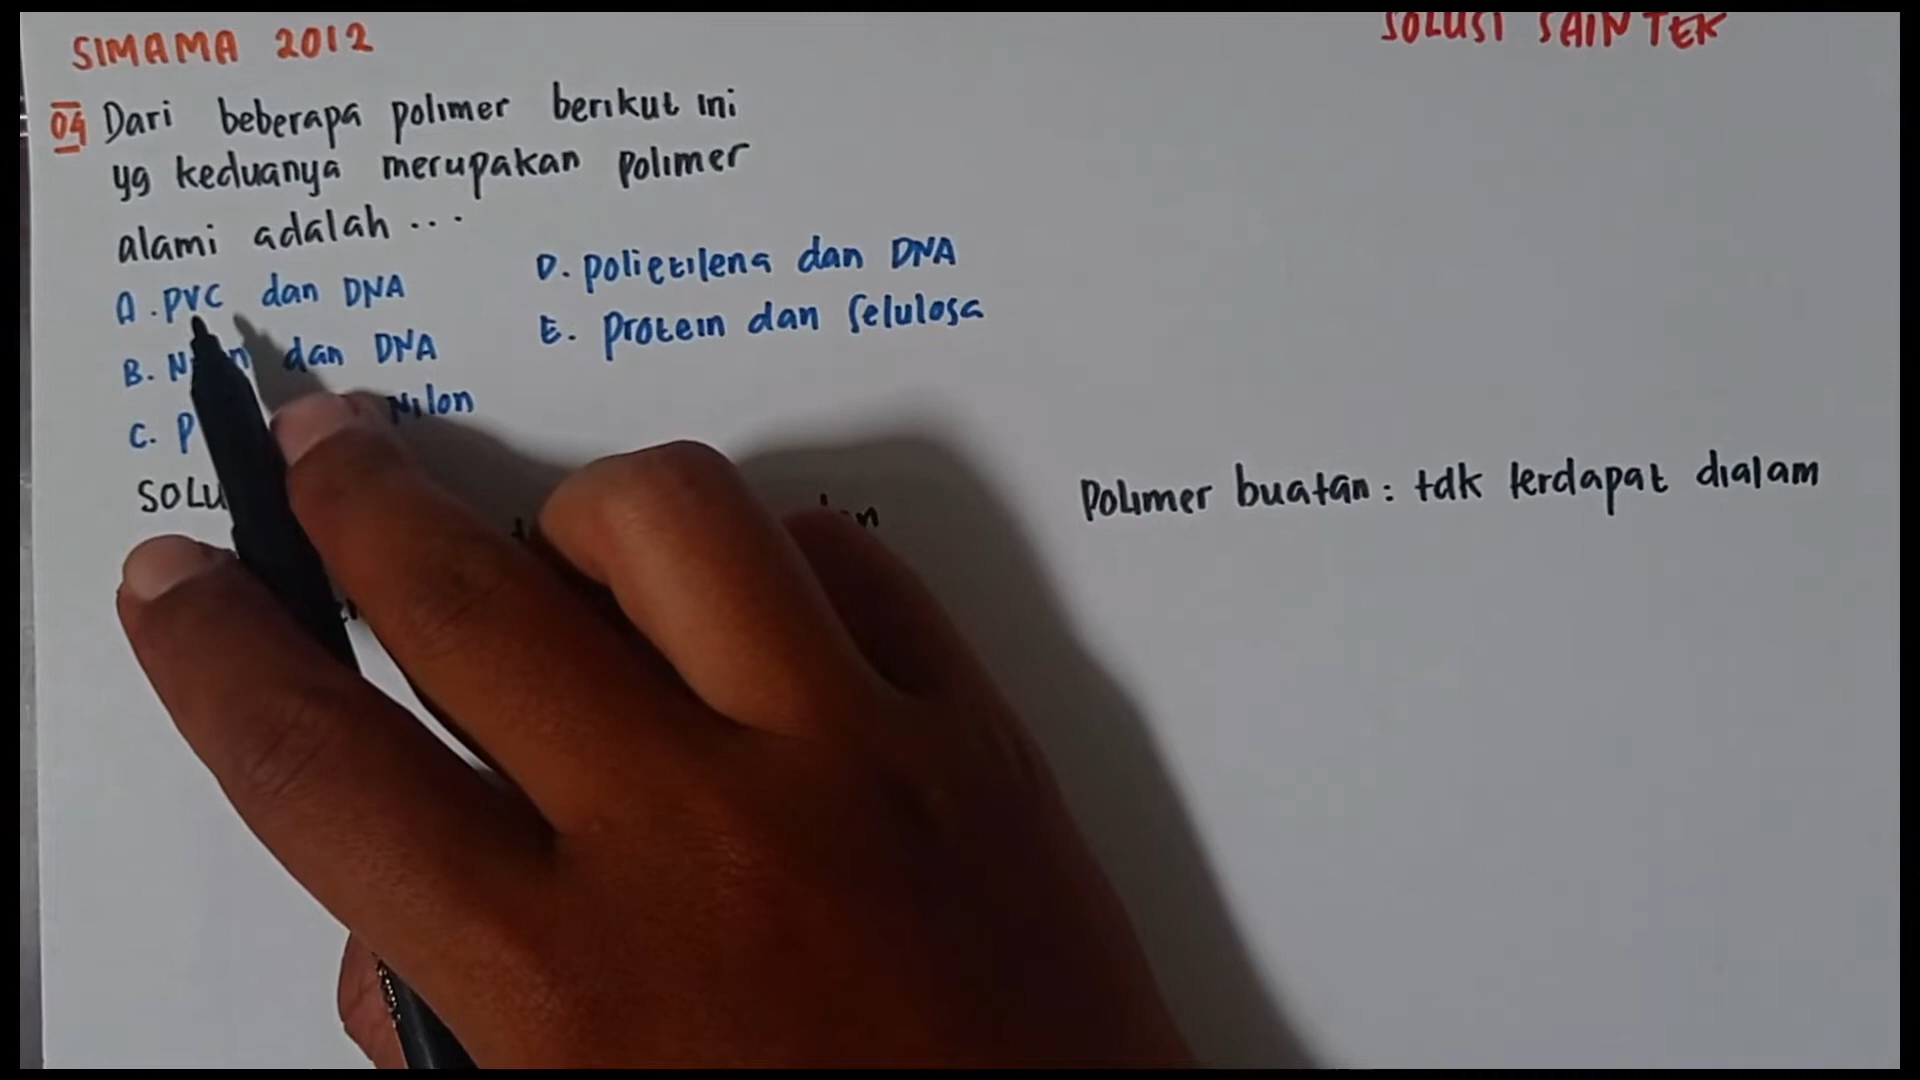 SIMAMA 2012
SOLUSI SAINTEK
04 Dari beberapa polimer berikut ini
yg keduanya merupakan polimer
alami adalah ...
A. PVC dan DNA
B. dan DNA
C. Nilon
D. polietilena dan DNA
E. protein dan selulosa
SOLU
Polimer buatan : tdk terdapat dialam